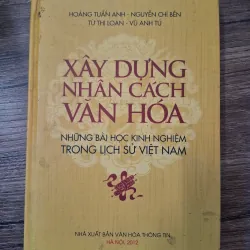 HOÀNG TUẤN ANH - NGUYỄN CHÍ BỀN
TỪ THỊ LOAN - VŨ ANH TÚ
XÂY DỰNG
NHÂN CÁCH
VĂN HÓA
NHỮNG BÀI HỌC KINH NGHIỆM
TRONG LỊCH SỬ VIỆT NAM
NHÀ XUẤT BẢN VĂN HÓA THÔNG TIN
HÀ NỘI, 2012